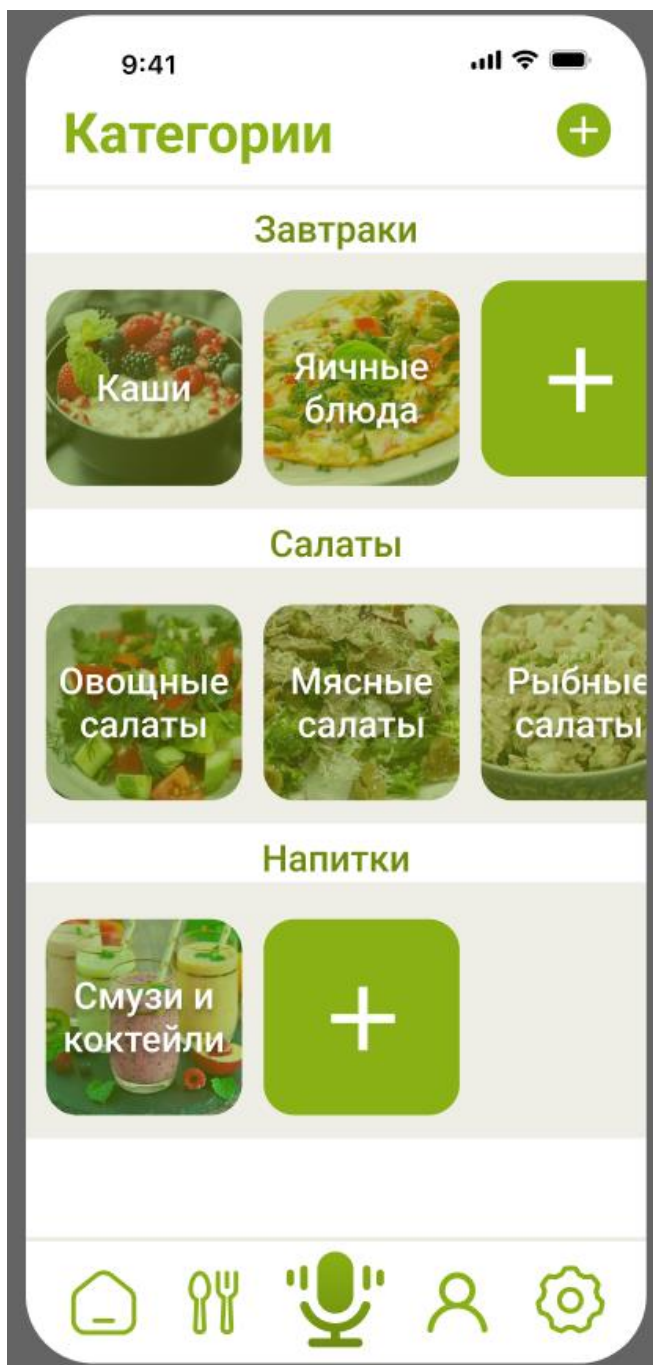 9:41
Категории
Завтраки
Каши
Яичные
блюда
Салаты
Овощные
салаты
Мясные
салаты
Рыбные
салаты
Напитки
Смузи и
коктейли